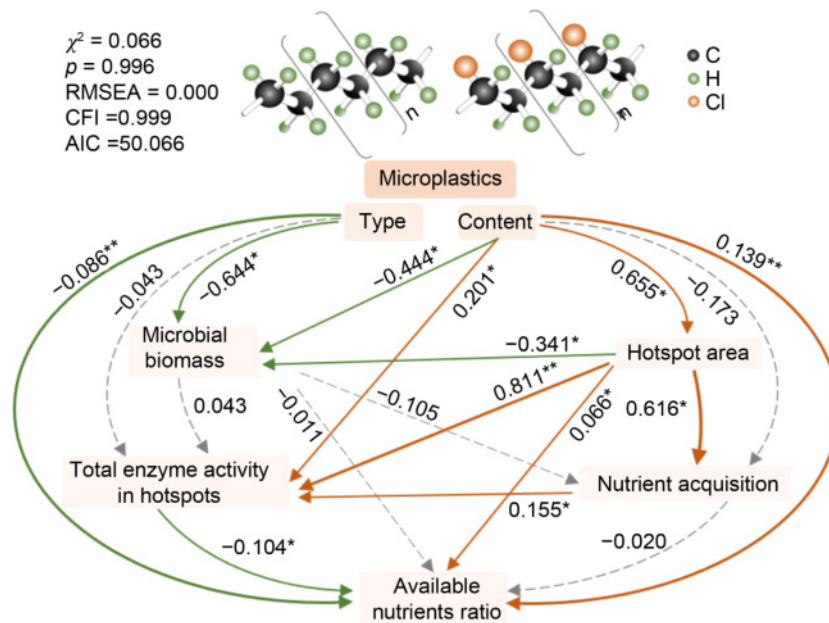 χ² = 0.066
p = 0.996
RMSEA = 0.000
CFI =0.999
AIC=50.066
n
C
H
Cl
Microplastics
Type
Content
−0.086**
−0.043
−0.644*
−0.444*
0.201*
0.655*
−0.173
0.139**
Microbial
biomass
−0.341*
Hotspot area
0.043
−0.011
−0.105
0.811**
0.066*
0.616*
Total enzyme activity
in hotspots
Nutrient acquisition
0.155*
−0.104*
−0.020
Available
nutrients ratio